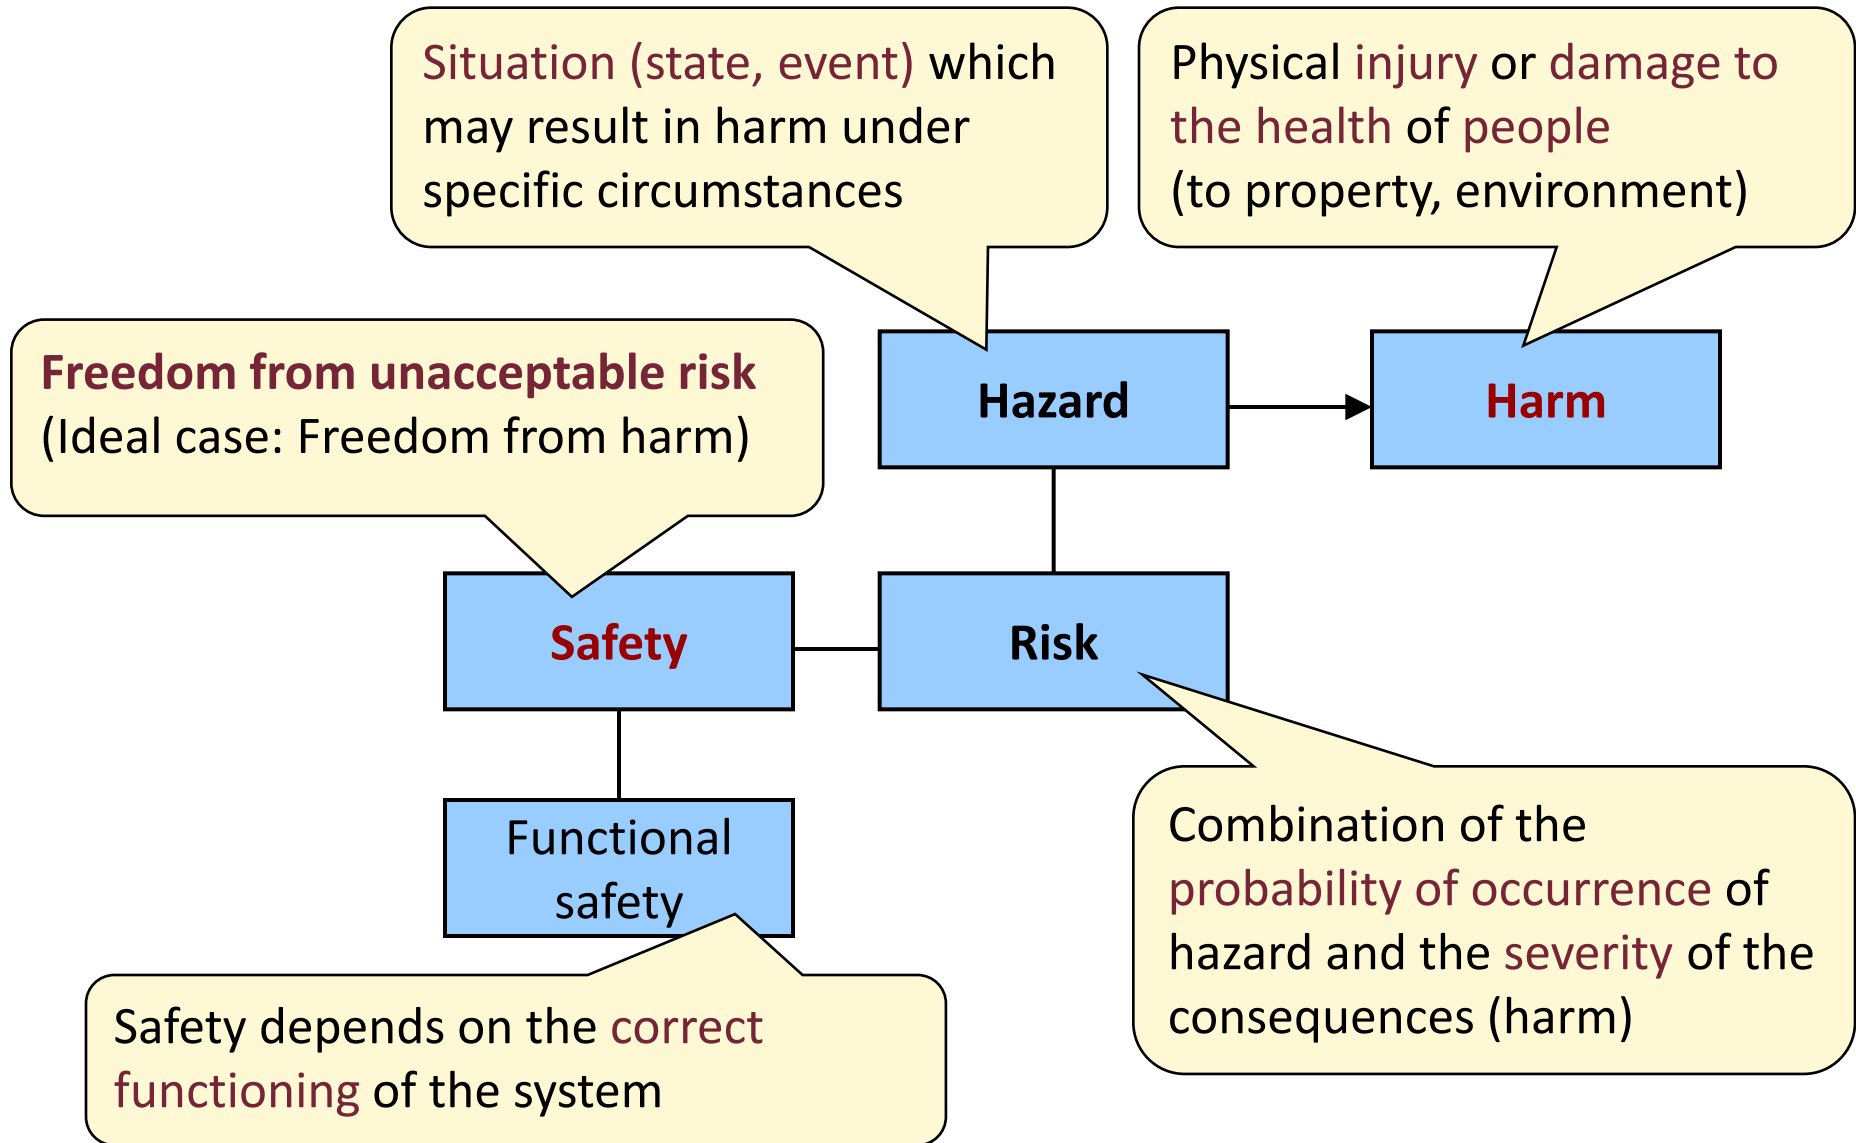 Situation (state, event) which
may result in harm under
specific circumstances
Physical injury or damage to
the health of people
(to property, environment)
Freedom from unacceptable risk
(Ideal case: Freedom from harm)
Hazard
Harm
Safety
Risk
Functional
safety
Combination of the
probability of occurrence of
hazard and the severity of the
consequences (harm)
Safety depends on the correct
functioning of the system